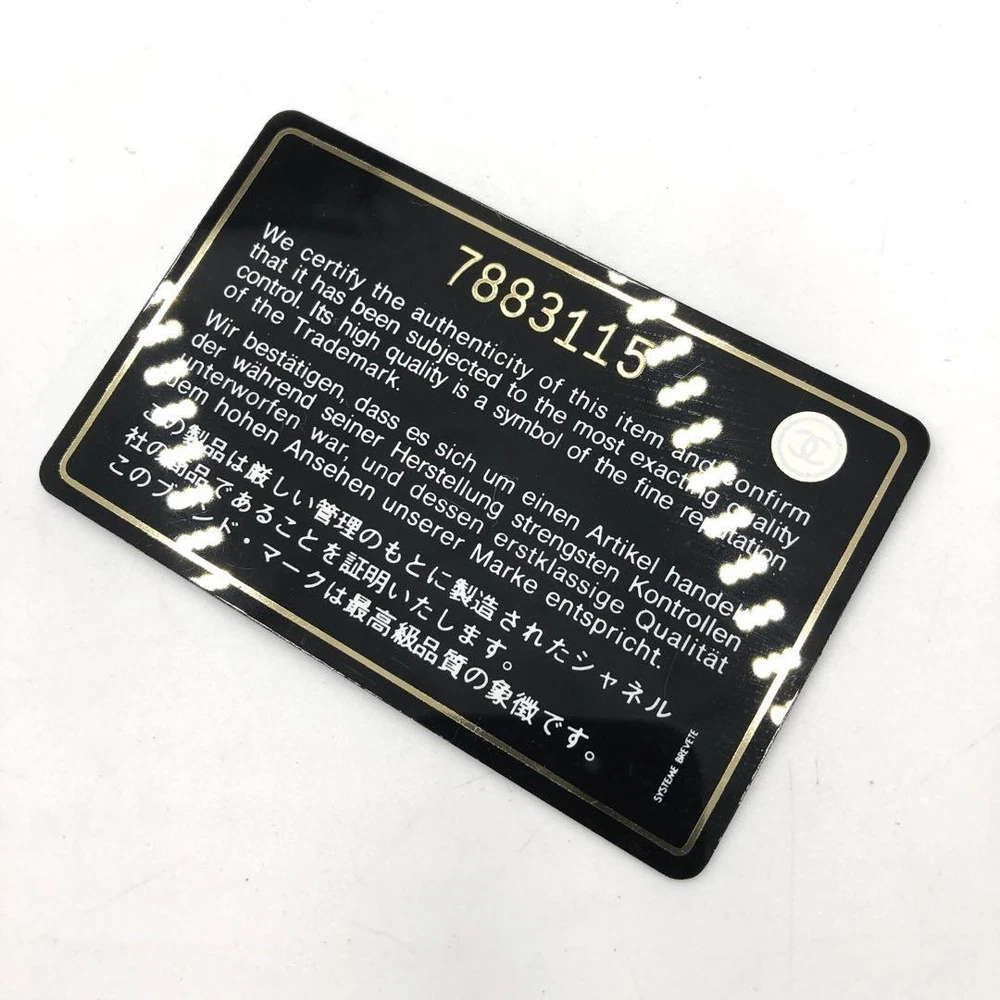 7883115
We certify the authenticity of this item and confirm
that it has been subjected to the most exacting quality
control. Its high quality is a symbol of the fine reputation
of the Trademark.
Wir bestätigen, dass es sich um einen Artikel handelt,
der während seiner Herstellung strengsten Kontrollen
unterworfen war, und dessen erstklassige Qualität
dem hohen Ansehen unserer Marke entspricht.
この製品は厳しい管理のもとに製造されたシャネル
社の商品であることを証明いたします。
このブランド・マークは最高級品質の象徴です。
SYSTEME BREVETE